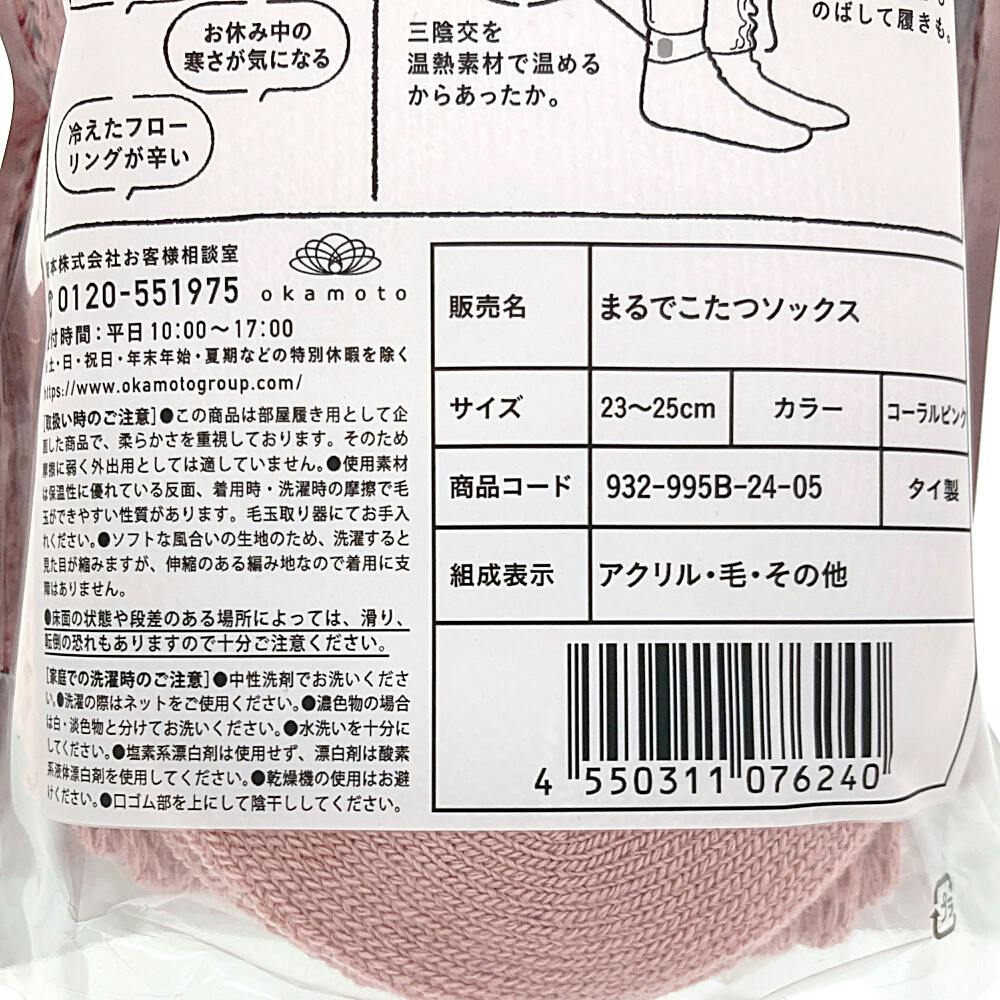 お休み中の
寒さが気になる
冷えたフロー
リングが辛い
三陰交を
温熱素材で温める
からあったか。
のばして履きも。
本株式会社お客様相談室
0120-551975
okamoto
付時間：平日10:00〜17:00
土・日・祝日・年末年始・夏期などの特別休暇を除く
https://www.okamotogroup.com/
[取扱い時のご注意]●この商品は部屋履き用として企
画した商品で、柔らかさを重視しております。そのため
摩擦に弱く外出用としては適していません。●使用素材
は保温性に優れている反面、着用時・洗濯時の摩擦で毛
玉ができやすい性質があります。毛玉取り器にてお手入
れください。●ソフトな風合いの生地のため、洗濯すると
見た目が縮みますが、伸縮のある編み地なので着用に支
障はありません。
●床面の状態や段差のある場所によっては、滑り、
転倒の恐れもありますので十分ご注意ください。
[家庭での洗濯時のご注意]●中性洗剤でお洗いくださ
い。●洗濯の際はネットをご使用ください。●濃色物の場合
は白・淡色物と分けてお洗いください。●水洗いを十分に
してください。●塩素系漂白剤は使用せず、漂白剤は酸素
系液体漂白剤を使用してください。●乾燥機の使用はお避
けください。●口ゴム部を上にして陰干ししてください。
販売名 まるでこたつソックス
サイズ 23〜25cm カラー コーラルピンク
商品コード 932-995B-24-05 タイ製
組成表示 アクリル・毛・その他
4 550311 076240
プラ